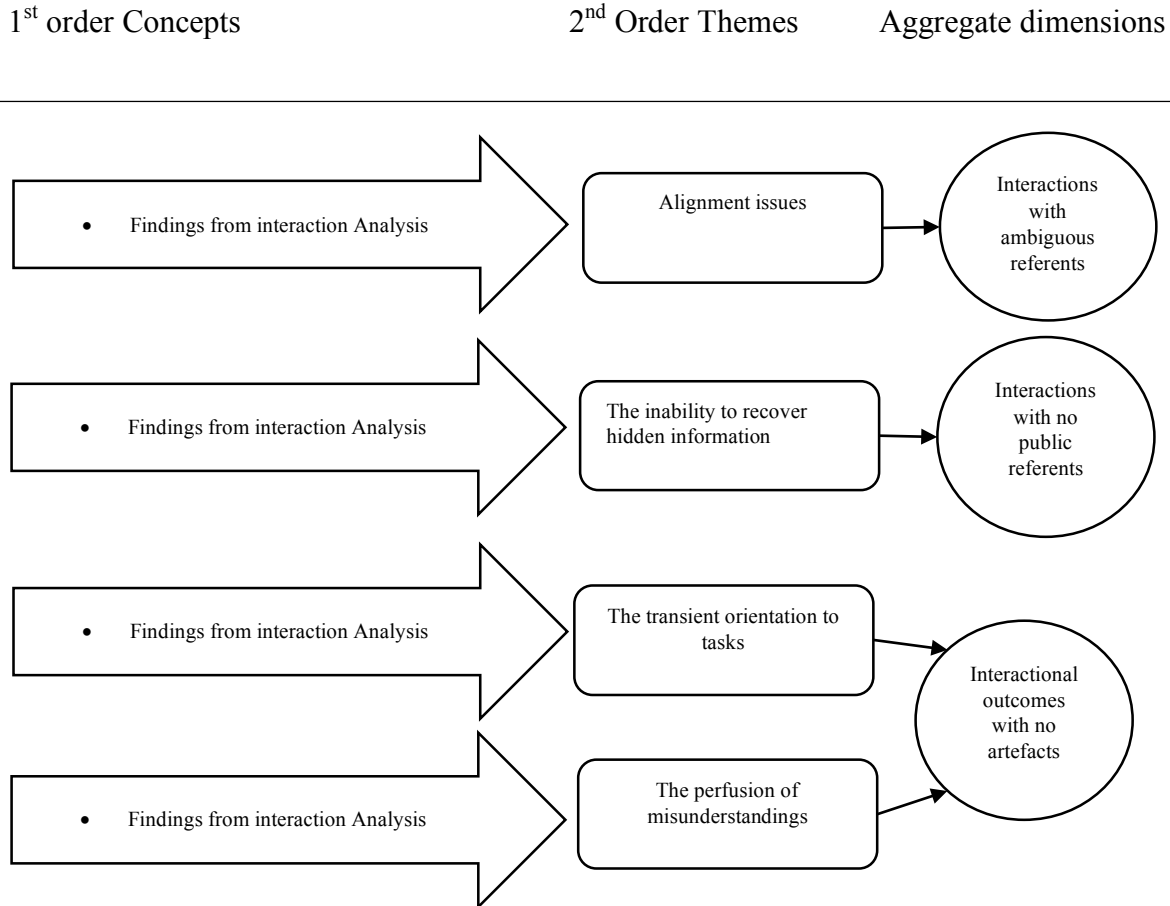 1st order Concepts
2nd Order Themes
Aggregate dimensions
• Findings from interaction Analysis
Alignment issues
Interactions
with
ambiguous
referents
• Findings from interaction Analysis
The inability to recover
hidden information
Interactions
with no
public
referents
• Findings from interaction Analysis
The transient orientation to
tasks
Interactional
outcomes
with no
artefacts
• Findings from interaction Analysis
The perfusion of
misunderstandings